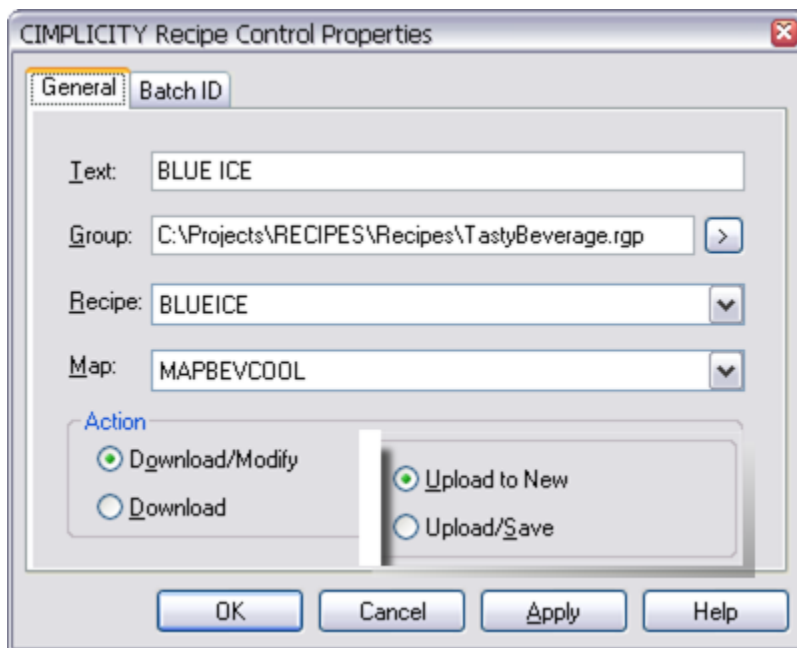 CIMPLICITY Recipe Control Properties
General Batch ID
Text: BLUE ICE
Group: C:\Projects\RECIPES\Recipes\TastyBeverage.rgp >
Recipe: BLUEICE
Map: MAPBEVCOOL
Action
Download/Modify
Upload to New
Download
Upload/Save
OK Cancel Apply Help